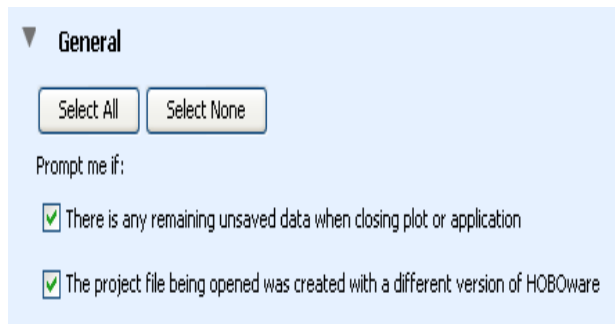 General
Select All Select None
Prompt me if:
There is any remaining unsaved data when closing plot or application
The project file being opened was created with a different version of HOBOware